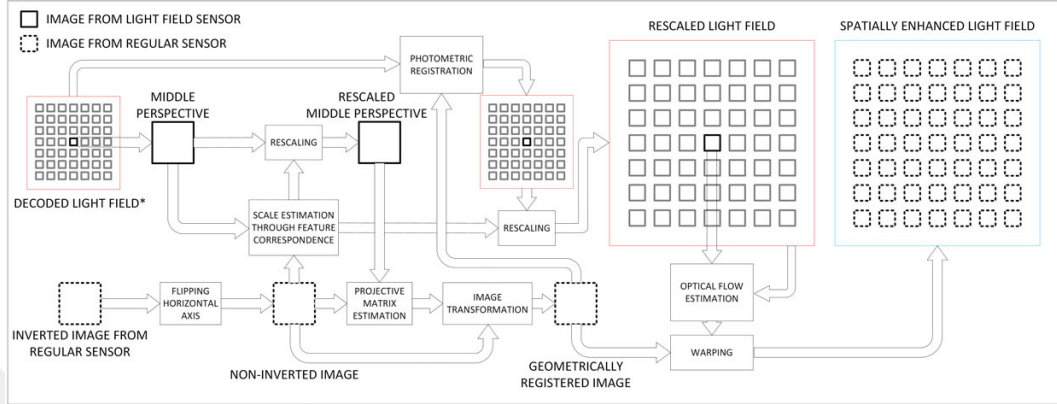 IMAGE FROM LIGHT FIELD SENSOR
IMAGE FROM REGULAR SENSOR
RESCALED LIGHT FIELD
SPATIALLY ENHANCED LIGHT FIELD
PHOTOMETRIC
REGISTRATION
MIDDLE
PERSPECTIVE
RESCALED
MIDDLE PERSPECTIVE
RESCALING
DECODED LIGHT FIELD*
SCALE ESTIMATION
THROUGH FEATURE
CORRESPONDENCE
RESCALING
FLIPPING
HORIZONTAL
AXIS
PROJECTIVE
MATRIX
ESTIMATION
IMAGE
TRANSFORMATION
OPTICAL FLOW
ESTIMATION
INVERTED IMAGE FROM
REGULAR SENSOR
NON-INVERTED IMAGE
GEOMETRICALLY
REGISTERED IMAGE
WARPING